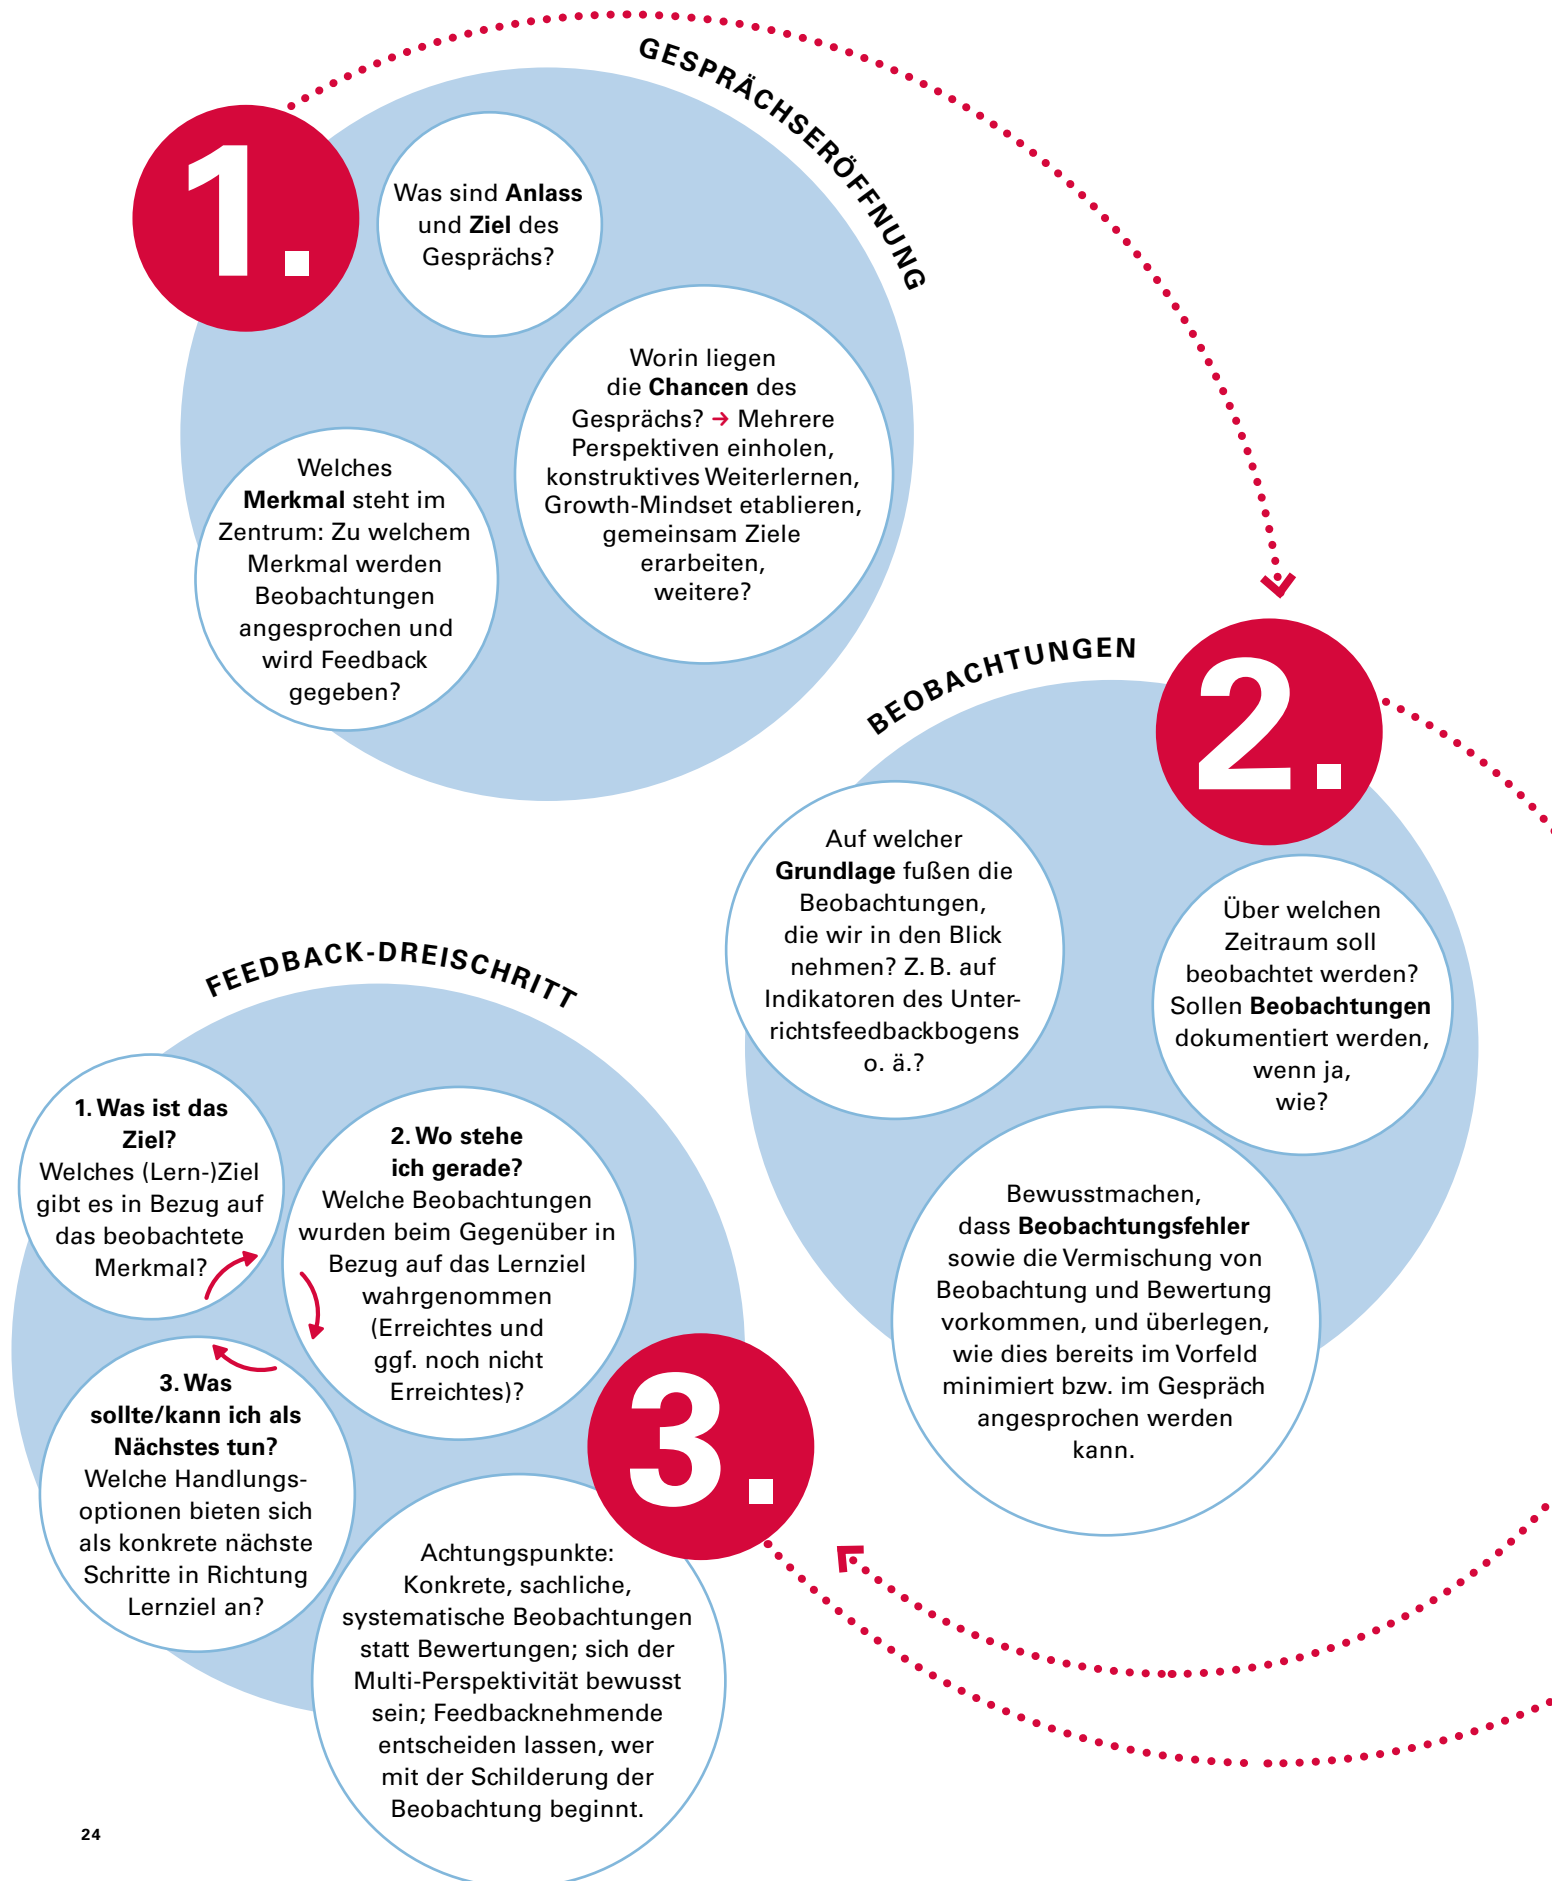 GESPRÄCHSERÖFFNUNG
1.
Was sind Anlass
und Ziel des
Gesprächs?
Worin liegen
die Chancen des
Gesprächs? → Mehrere
Perspektiven einholen,
konstruktives Weiterlernen,
Growth-Mindset etablieren,
gemeinsam Ziele
erarbeiten,
weitere?
Welches
Merkmal steht im
Zentrum: Zu welchem
Merkmal werden
Beobachtungen
angesprochen und
wird Feedback
gegeben?
BEOBACHTUNGEN
2.
Auf welcher
Grundlage fußen die
Beobachtungen,
die wir in den Blick
nehmen? Z. B. auf
Indikatoren des Unter-
richtsfeedbackbogens
o. ä.?
Über welchen
Zeitraum soll
beobachtet werden?
Sollen Beobachtungen
dokumentiert werden,
wenn ja,
wie?
Bewusstmachen,
dass Beobachtungsfehler
sowie die Vermischung von
Beobachtung und Bewertung
vorkommen, und überlegen,
wie dies bereits im Vorfeld
minimiert bzw. im Gespräch
angesprochen werden
kann.
FEEDBACK-DREISCHRITT
3.
1. Was ist das
Ziel?
Welches (Lern-)Ziel
gibt es in Bezug auf
das beobachtete
Merkmal?
2. Wo stehe
ich gerade?
Welche Beobachtungen
wurden beim Gegenüber in
Bezug auf das Lernziel
wahrgenommen
(Erreichtes und
ggf. noch nicht
Erreichtes)?
3. Was
sollte/kann ich als
Nächstes tun?
Welche Handlungs-
optionen bieten sich
als konkrete nächste
Schritte in Richtung
Lernziel an?
Achtungspunkte:
Konkrete, sachliche,
systematische Beobachtungen
statt Bewertungen; sich der
Multi-Perspektivität bewusst
sein; Feedbacknehmende
entscheiden lassen, wer
mit der Schilderung der
Beobachtung beginnt.
24